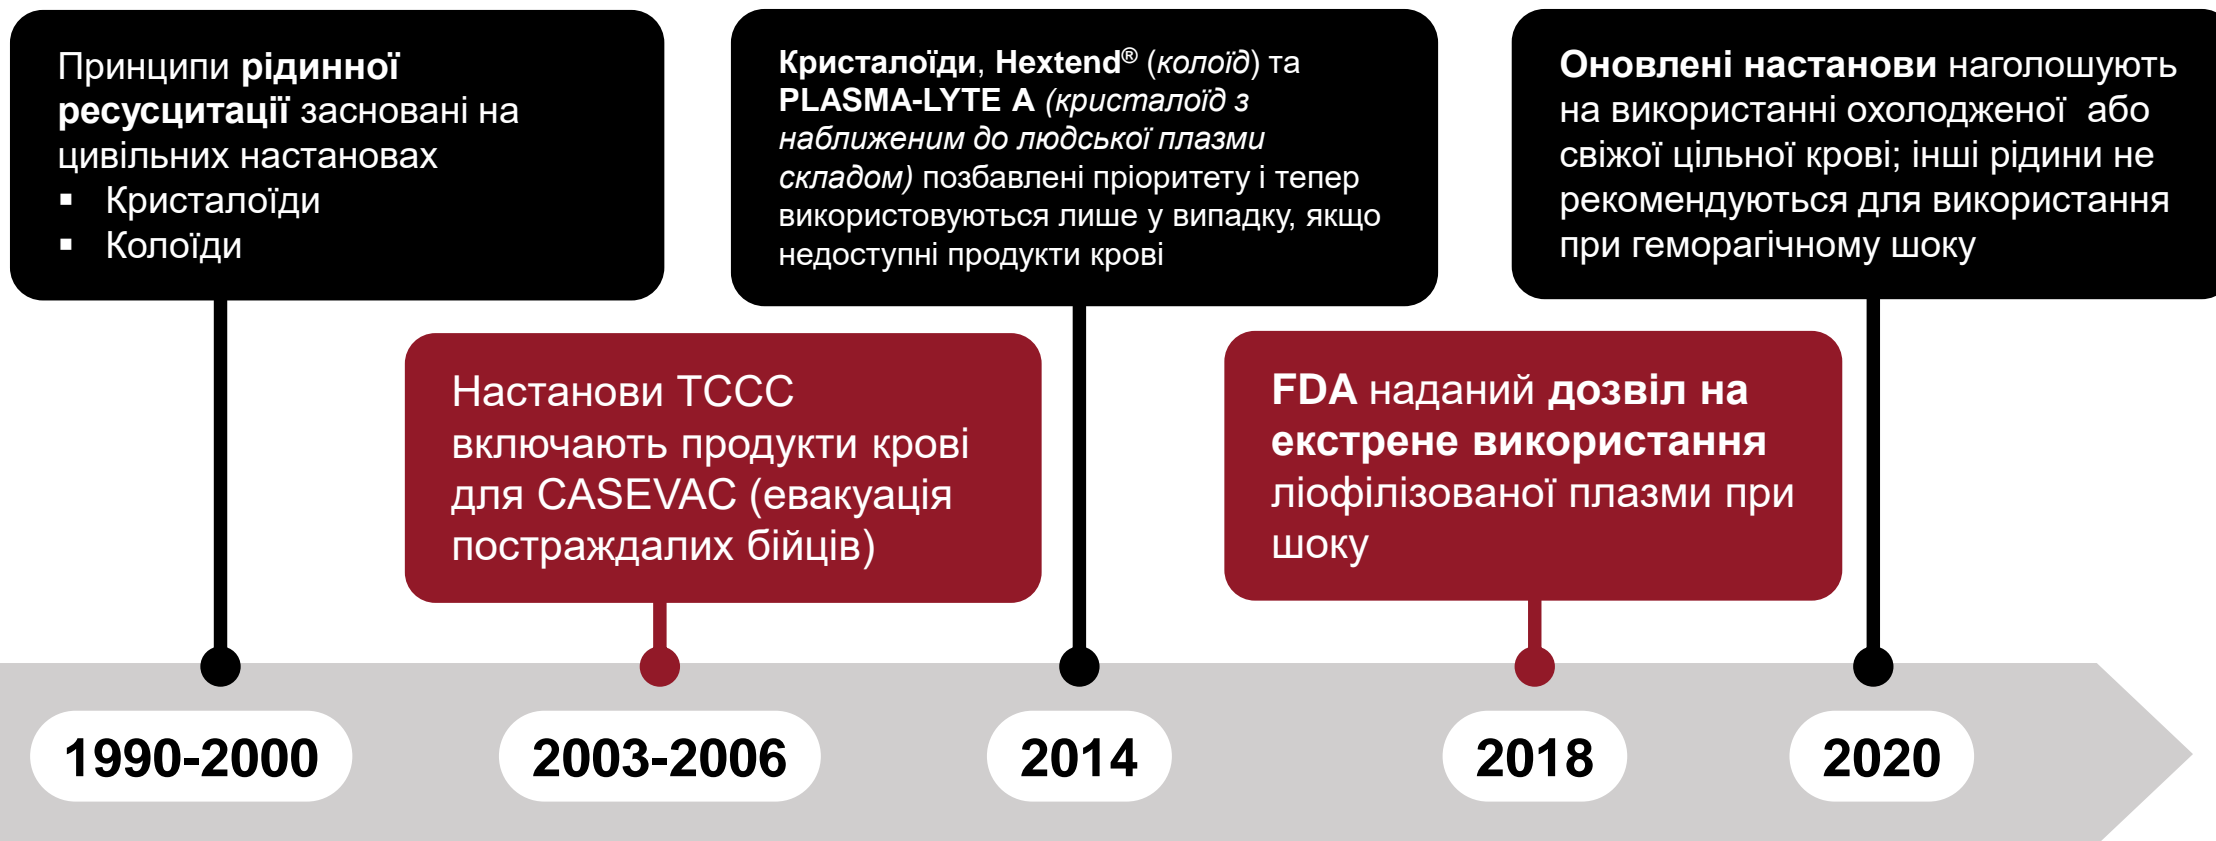 Принципи рідинної
ресусцитації засновані на
цивільних настановах
▪ Кристалоїди
▪ Колоїди
Кристалоїди, Hextend® (колоїд) та
PLASMA-LYTE A (кристалоїд з
наближеним до людської плазми
складом) позбавлені пріоритету і тепер
використовуються лише у випадку, якщо
недоступні продукти крові
Оновлені настанови наголошують
на використанні охолодженої або
свіжої цільної крові; інші рідини не
рекомендуються для використання
при геморагічному шоку
Настанови ТССС
включають продукти крові
для CASEVAC (евакуація
постраждалих бійців)
FDA наданий дозвіл на
екстрене використання
ліофілізованої плазми при
шоку
1990-2000
2003-2006
2014
2018
2020